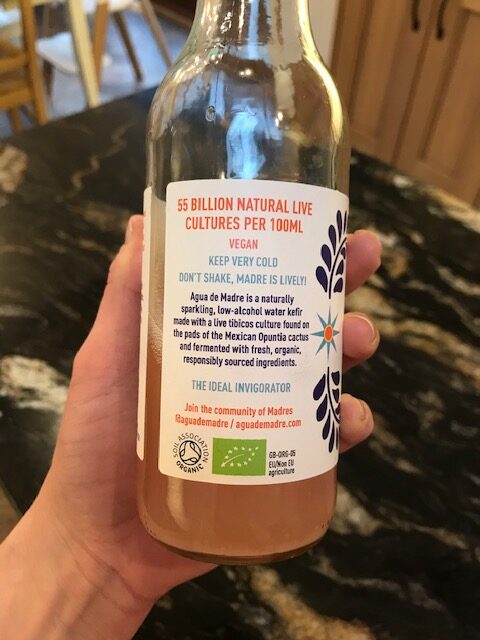 55 BILLION NATURAL LIVE
CULTURES PER 100ML
VEGAN
KEEP VERY COLD
DON'T SHAKE, MADRE IS LIVELY!
Agua de Madre is a naturally
sparkling, low-alcohol water kefir
made with a live tibicos culture found on
the pads of the Mexican Opuntia cactus
and fermented with fresh, organic,
responsibly sourced ingredients.
THE IDEAL INVIGORATOR
Join the community of Madres
@aguademadre / aguademadre.com
SOIL ASSOCIATION
ORGANIC
GB-ORG-05
EU/Non EU
agriculture